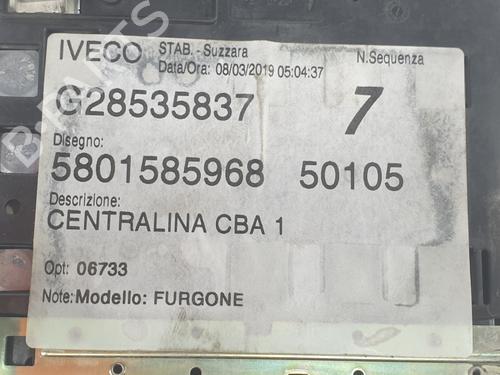 IVECO STAB. - Suzzara N.Sequenza
Data/Ora: 08/03/2019 05:04:37
G28535837 7
Disegno:
5801585968 50105
Descrizione:
CENTRALINA CBA 1
Opt: 06733
Note: Modello: FURGONE
B-PARTS